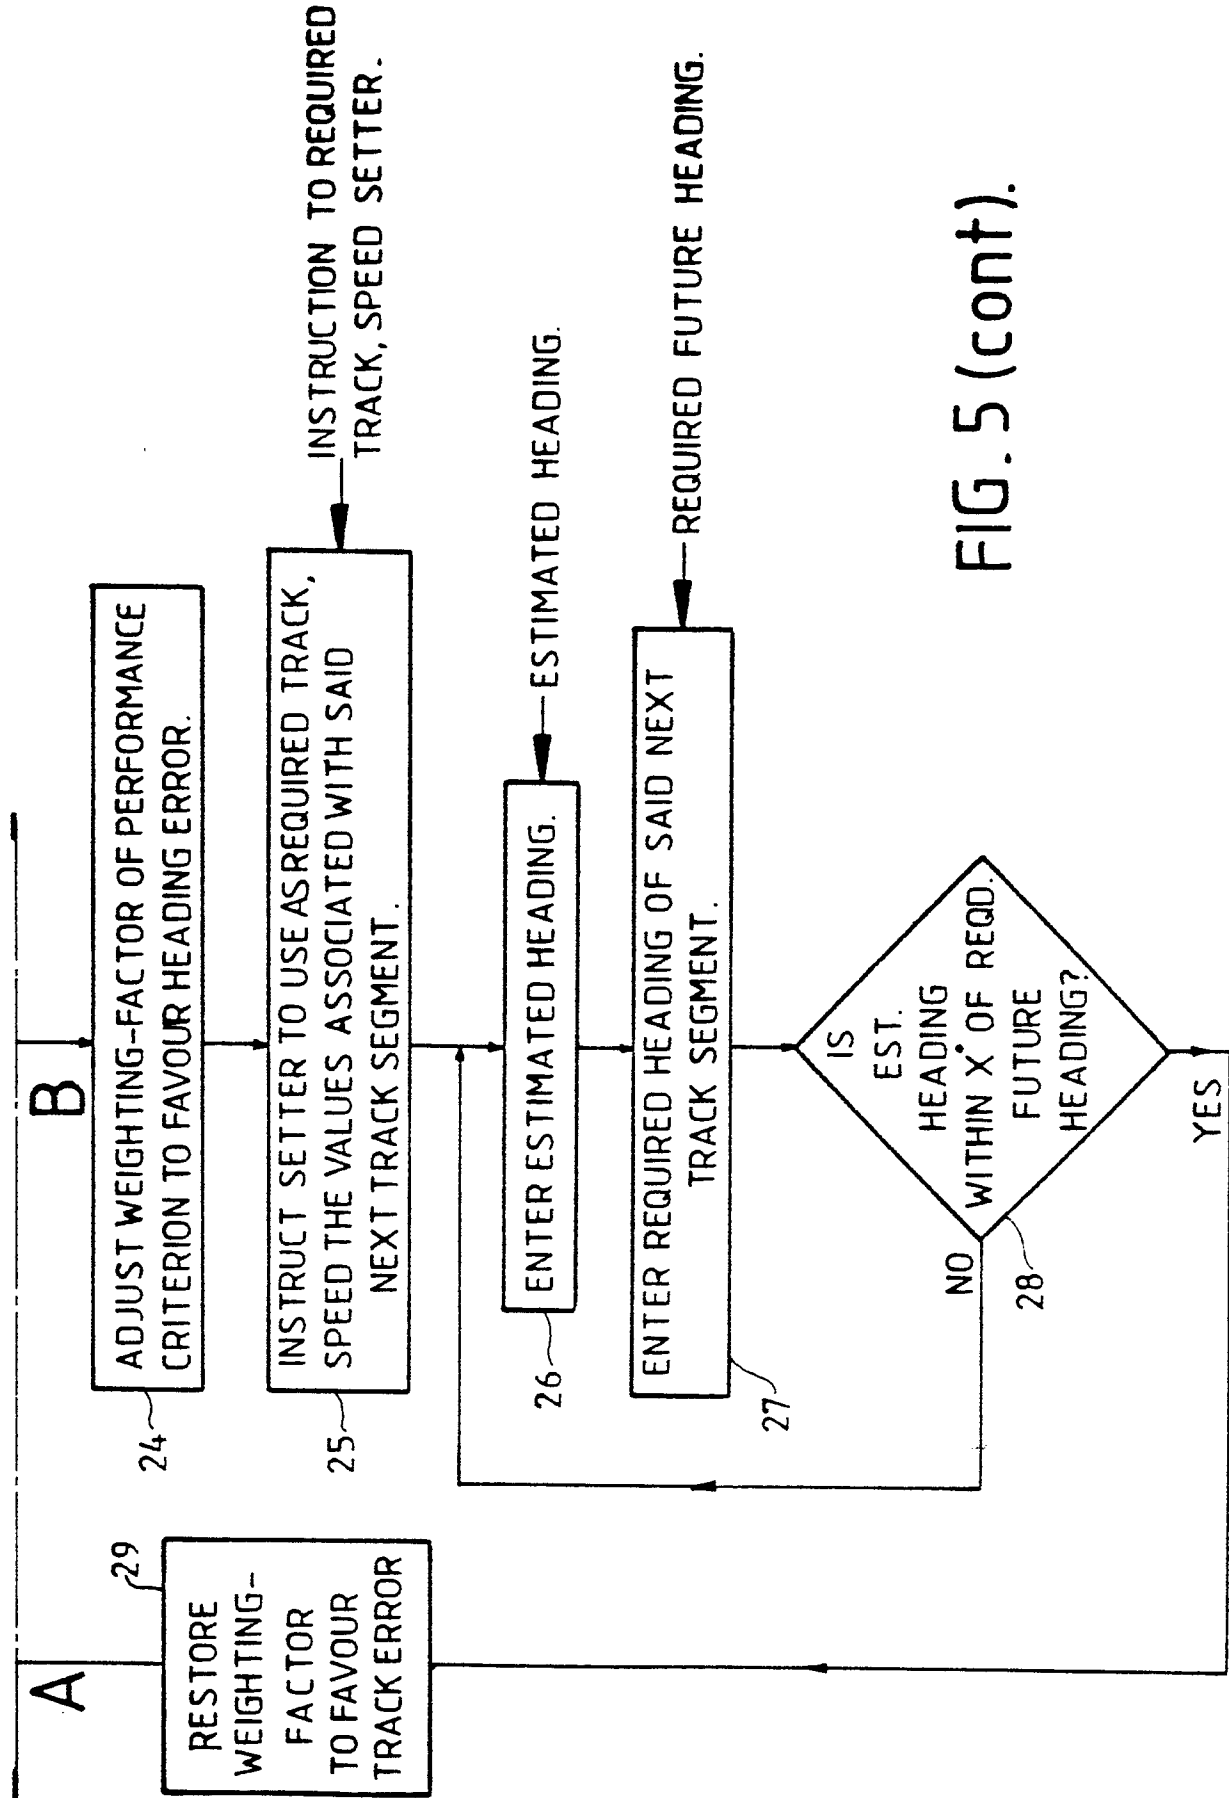 A
B
29
RESTORE
WEIGHTING-
FACTOR
TO FAVOUR
TRACK ERROR
24
ADJUST WEIGHTING-FACTOR OF PERFORMANCE
CRITERION TO FAVOUR HEADING ERROR.
25
INSTRUCT SETTER TO USE ASREQUIRED TRACK,
SPEED THE VALUES ASSOCIATED WITH SAID
NEXT TRACK SEGMENT.
INSTRUCTION TO REQUIRED
TRACK, SPEED SETTER.
26
ENTER ESTIMATED HEADING.
ESTIMATED HEADING.
27
ENTER REQUIRED HEADING OF SAID NEXT
TRACK SEGMENT.
REQUIRED FUTURE HEADING.
28
IS
EST.
HEADING
WITHIN X° OF REQD.
FUTURE
HEADING?
NO
YES
FIG. 5 (cont).